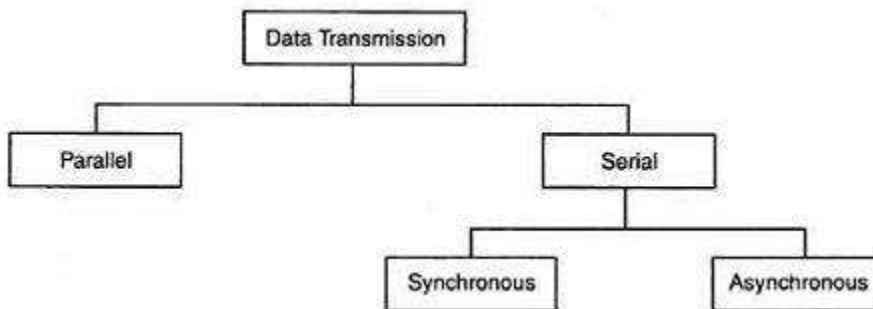 Data Transmission
Parallel
Serial
Synchronous
Asynchronous